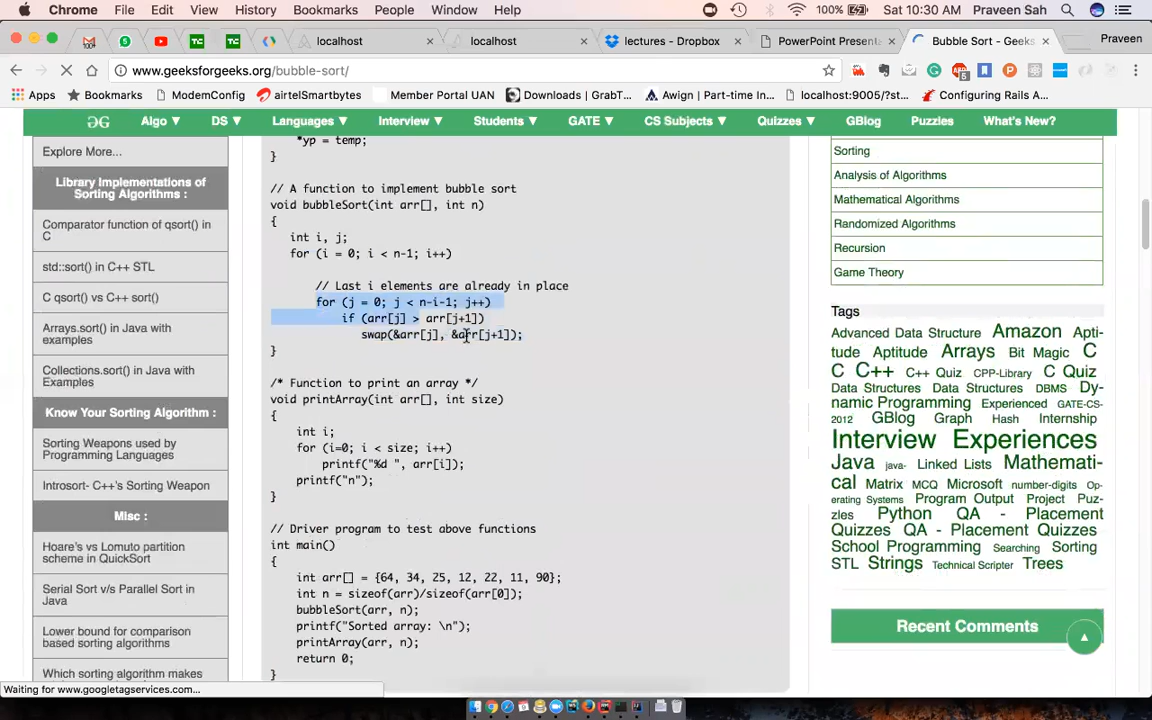 Chrome File Edit View History Bookmarks People Window Help 100% Sat 10:30 AM Praveen Sah
localhost × localhost × lectures - Dropbox × PowerPoint Present × Bubble Sort - Geeks × Praveen
www.geeksforgeeks.org/bubble-sort/
Apps Bookmarks ModemConfig airtelSmartbytes Member Portal UAN Downloads | GrabT... Awign | Part-time In... localhost:9005/?st... Configuring Rails A...
Algo ▼ DS ▼ Languages ▼ Interview ▼ Students ▼ GATE ▼ CS Subjects ▼ Quizzes ▼ GBlog Puzzles What's New?
Explore More...
Library Implementations of
Sorting Algorithms :
Comparator function of qsort() in
C
std::sort() in C++ STL
C qsort() vs C++ sort()
Arrays.sort() in Java with
examples
Collections.sort() in Java with
Examples
Know Your Sorting Algorithm :
Sorting Weapons used by
Programming Languages
Introsort- C++'s Sorting Weapon
Misc :
Hoare's vs Lomuto partition
scheme in QuickSort
Serial Sort v/s Parallel Sort in
Java
Lower bound for comparison
based sorting algorithms
Which sorting algorithm makes
*yp = temp;
}
// A function to implement bubble sort
void bubbleSort(int arr[], int n)
{
int i, j;
for (i = 0; i < n-1; i++)
// Last i elements are already in place
for (j = 0; j < n-i-1; j++)
if (arr[j] > arr[j+1])
swap(&arr[j], &arr[j+1]);
}
/* Function to print an array */
void printArray(int arr[], int size)
{
int i;
for (i=0; i < size; i++)
printf("%d ", arr[i]);
printf("n");
}
// Driver program to test above functions
int main()
{
int arr[] = {64, 34, 25, 12, 22, 11, 90};
int n = sizeof(arr)/sizeof(arr[0]);
bubbleSort(arr, n);
printf("Sorted array: \n");
printArray(arr, n);
return 0;
}
Sorting
Analysis of Algorithms
Mathematical Algorithms
Randomized Algorithms
Recursion
Game Theory
Tags
Advanced Data Structure Amazon Apti-
tude Aptitude Arrays Bit Magic C
C C++ C++ Quiz CPP-Library C Quiz
Data Structures Data Structures DBMS Dy-
namic Programming Experienced GATE-CS-
2012 GBlog Graph Hash Internship
Interview Experiences
Java java- Linked Lists Mathemati-
cal Matrix MCQ Microsoft number-digits Op-
erating Systems Program Output Project Puz-
zles Python QA - Placement
Quizzes QA - Placement Quizzes
School Programming Searching Sorting
STL Strings Technical Scripter Trees
Recent Comments
Waiting for www.googletagservices.com...